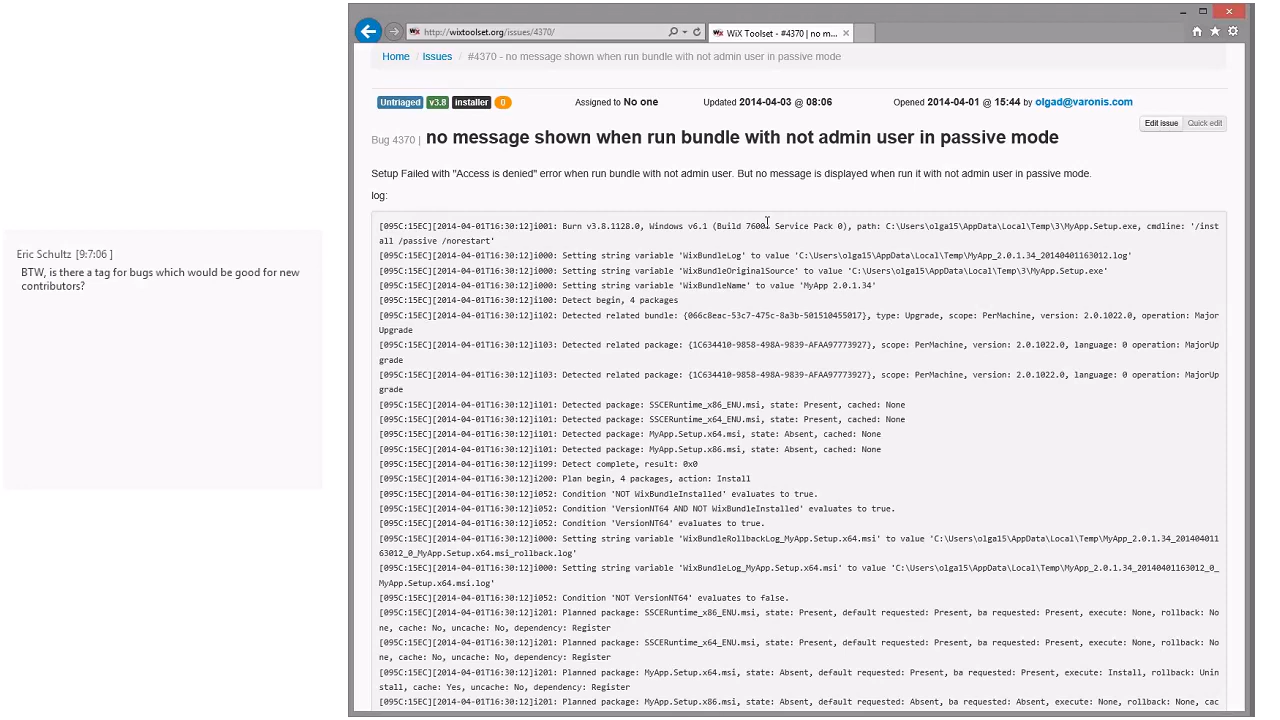 Eric Schultz [9:7:06 ]
BTW, is there a tag for bugs which would be good for new
contributors?
http://wixtoolset.org/issues/4370/
WiX Toolset - #4370 | no m...
Home / Issues / #4370 - no message shown when run bundle with not admin user in passive mode
Untriaged v3.8 installer 0 Assigned to No one Updated 2014-04-03 @ 08:06 Opened 2014-04-01 @ 15:44 by olgad@varonis.com
Edit issue Quick edit
Bug 4370 | no message shown when run bundle with not admin user in passive mode
Setup Failed with "Access is denied" error when run bundle with not admin user. But no message is displayed when run it with not admin user in passive mode.
log:
[095C:15EC][2014-04-01T16:30:12]i001: Burn v3.8.1128.0, Windows v6.1 (Build 7600: Service Pack 0), path: C:\Users\olga15\AppData\Local\Temp\3\MyApp.Setup.exe, cmdline: '/inst
all /passive /norestart'
[095C:15EC][2014-04-01T16:30:12]i000: Setting string variable 'WixBundleLog' to value 'C:\Users\olga15\AppData\Local\Temp\MyApp_2.0.1.34_20140401163012.log'
[095C:15EC][2014-04-01T16:30:12]i000: Setting string variable 'WixBundleOriginalSource' to value 'C:\Users\olga15\AppData\Local\Temp\3\MyApp.Setup.exe'
[095C:15EC][2014-04-01T16:30:12]i000: Setting string variable 'WixBundleName' to value 'MyApp 2.0.1.34'
[095C:15EC][2014-04-01T16:30:12]i100: Detect begin, 4 packages
[095C:15EC][2014-04-01T16:30:12]i102: Detected related bundle: {066c8eac-53c7-475c-8a3b-501510455017}, type: Upgrade, scope: PerMachine, version: 2.0.1022.0, operation: Major
Upgrade
[095C:15EC][2014-04-01T16:30:12]i103: Detected related package: {1C634410-9858-498A-9839-AFAA97773927}, scope: PerMachine, version: 2.0.1022.0, language: 0 operation: MajorUp
grade
[095C:15EC][2014-04-01T16:30:12]i103: Detected related package: {1C634410-9858-498A-9839-AFAA97773927}, scope: PerMachine, version: 2.0.1022.0, language: 0 operation: MajorUp
grade
[095C:15EC][2014-04-01T16:30:12]i101: Detected package: SSCERuntime_x86_ENU.msi, state: Present, cached: None
[095C:15EC][2014-04-01T16:30:12]i101: Detected package: SSCERuntime_x64_ENU.msi, state: Present, cached: None
[095C:15EC][2014-04-01T16:30:12]i101: Detected package: MyApp.Setup.x64.msi, state: Absent, cached: None
[095C:15EC][2014-04-01T16:30:12]i101: Detected package: MyApp.Setup.x86.msi, state: Absent, cached: None
[095C:15EC][2014-04-01T16:30:12]i199: Detect complete, result: 0x0
[095C:15EC][2014-04-01T16:30:12]i200: Plan begin, 4 packages, action: Install
[095C:15EC][2014-04-01T16:30:12]i052: Condition 'NOT WixBundleInstalled' evaluates to true.
[095C:15EC][2014-04-01T16:30:12]i052: Condition 'VersionNT64 AND NOT WixBundleInstalled' evaluates to true.
[095C:15EC][2014-04-01T16:30:12]i052: Condition 'VersionNT64' evaluates to true.
[095C:15EC][2014-04-01T16:30:12]i000: Setting string variable 'WixBundleRollbackLog_MyApp.Setup.x64.msi' to value 'C:\Users\olga15\AppData\Local\Temp\MyApp_2.0.1.34_201404011
63012_0_MyApp.Setup.x64.msi_rollback.log'
[095C:15EC][2014-04-01T16:30:12]i000: Setting string variable 'WixBundleLog_MyApp.Setup.x64.msi' to value 'C:\Users\olga15\AppData\Local\Temp\MyApp_2.0.1.34_20140401163012_0_
MyApp.Setup.x64.msi.log'
[095C:15EC][2014-04-01T16:30:12]i052: Condition 'NOT VersionNT64' evaluates to false.
[095C:15EC][2014-04-01T16:30:12]i201: Planned package: SSCERuntime_x86_ENU.msi, state: Present, default requested: Present, ba requested: Present, execute: None, rollback: No
ne, cache: No, uncache: No, dependency: Register
[095C:15EC][2014-04-01T16:30:12]i201: Planned package: SSCERuntime_x64_ENU.msi, state: Present, default requested: Present, ba requested: Present, execute: None, rollback: No
ne, cache: No, uncache: No, dependency: Register
[095C:15EC][2014-04-01T16:30:12]i201: Planned package: MyApp.Setup.x64.msi, state: Absent, default requested: Present, ba requested: Present, execute: Install, rollback: Unin
stall, cache: Yes, uncache: No, dependency: Register
[095C:15EC][2014-04-01T16:30:12]i201: Planned package: MyApp.Setup.x86.msi, state: Absent, default requested: Absent, ba requested: Absent, execute: None, rollback: None, cac